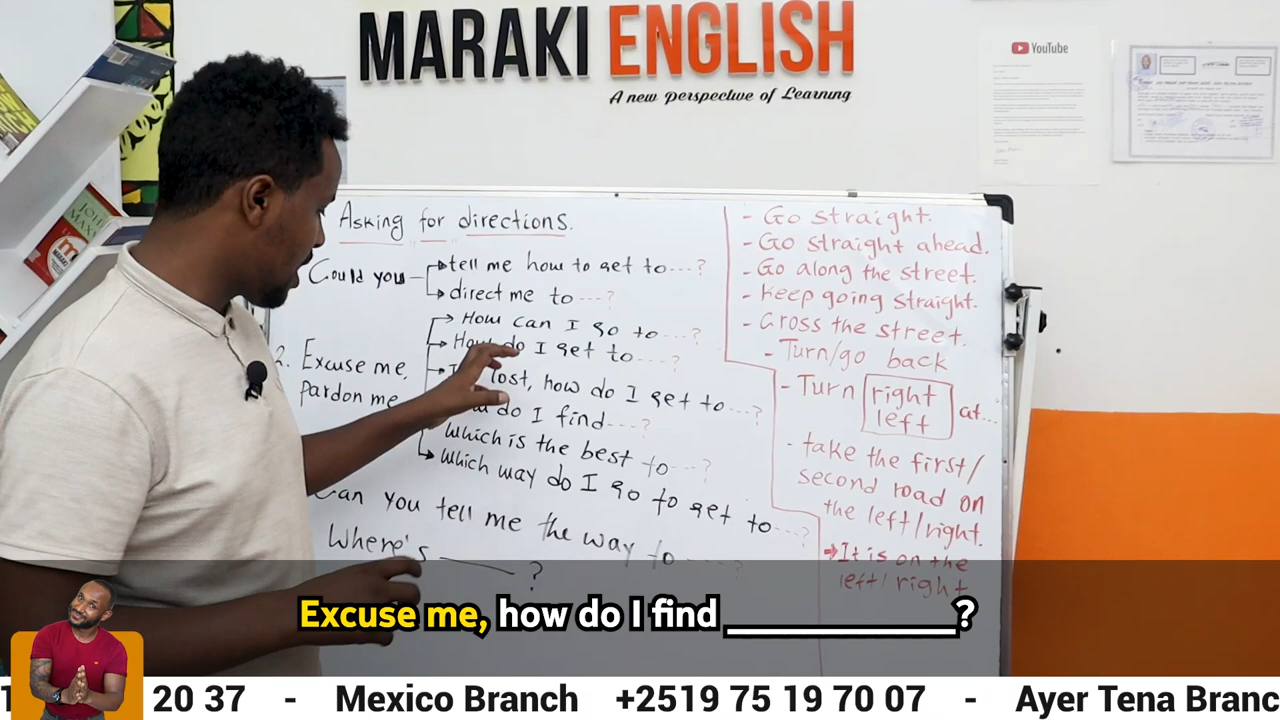 MARAKI ENGLISH
A new perspective of Learning
YouTube
JOHN
Asking for directions.
Could you
tell me how to get to....?
direct me to ....?
2. Excuse me,
pardon me
How can I go to ....?
How do I get to ....?
lost, how do I get to ....?
do I find....?
which is the best to ....?
which way do I go to get to ....?
Can you tell me the way to ....?
Where's ______ ?
- Go straight.
- Go straight ahead.
- Go along the street.
- Keep going straight.
- Cross the street.
- Turn/go back
- Turn right
left at...
- take the first/
second road on
the left/right.
It is on the
left/right
Excuse me, how do I find ____________?
20 37 - Mexico Branch +2519 75 19 70 07 - Ayer Tena Branc